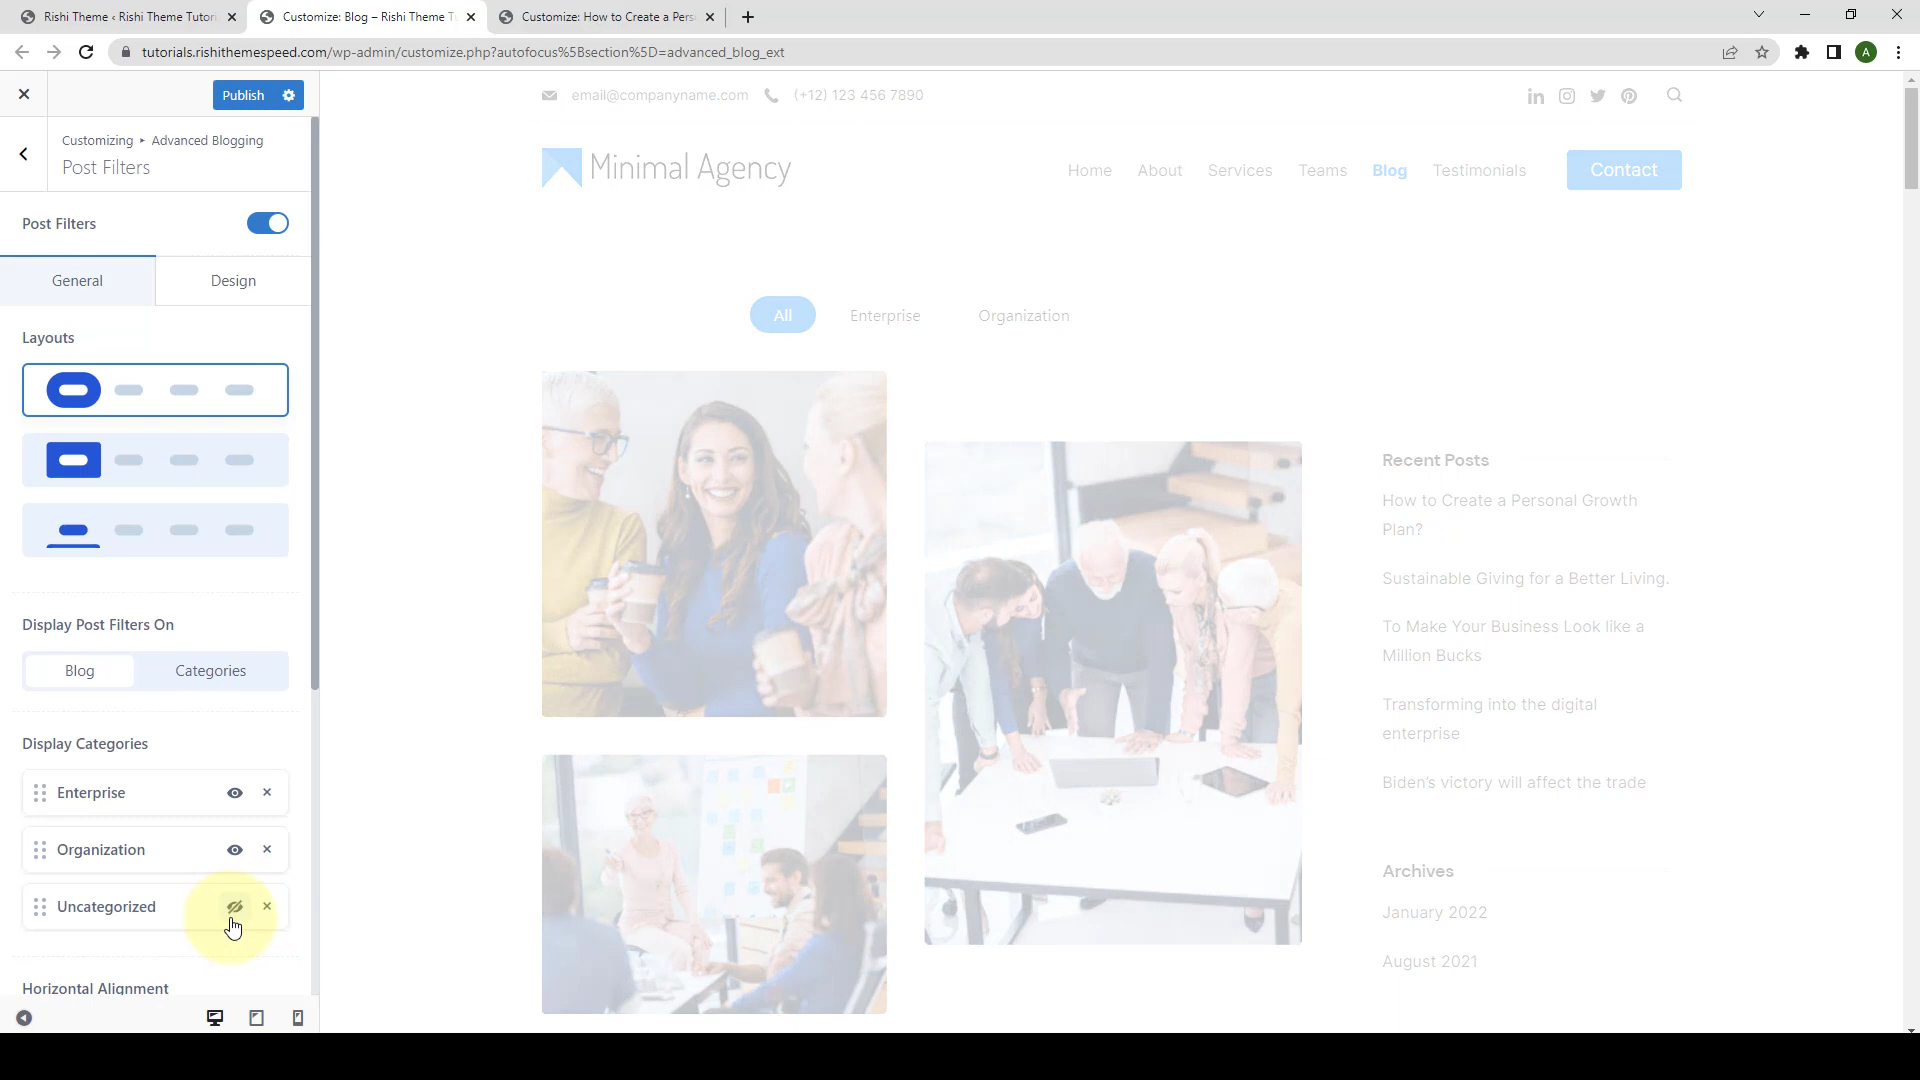 Rishi Theme ‹ Rishi Theme Tutori
Customize: Blog – Rishi Theme T
Customize: How to Create a Pers
tutorials.rishithemespeed.com/wp-admin/customize.php?autofocus%5Bsection%5D=advanced_blog_ext
A
Publish
Customizing ▸ Advanced Blogging
Post Filters
Post Filters
General
Design
Layouts
Display Post Filters On
Blog
Categories
Display Categories
Enterprise
Organization
Uncategorized
Horizontal Alignment
email@companyname.com
(+12) 123 456 7890
Minimal Agency
Home
About
Services
Teams
Blog
Testimonials
Contact
All
Enterprise
Organization
Recent Posts
How to Create a Personal Growth
Plan?
Sustainable Giving for a Better Living.
To Make Your Business Look like a
Million Bucks
Transforming into the digital
enterprise
Biden's victory will affect the trade
Archives
January 2022
August 2021